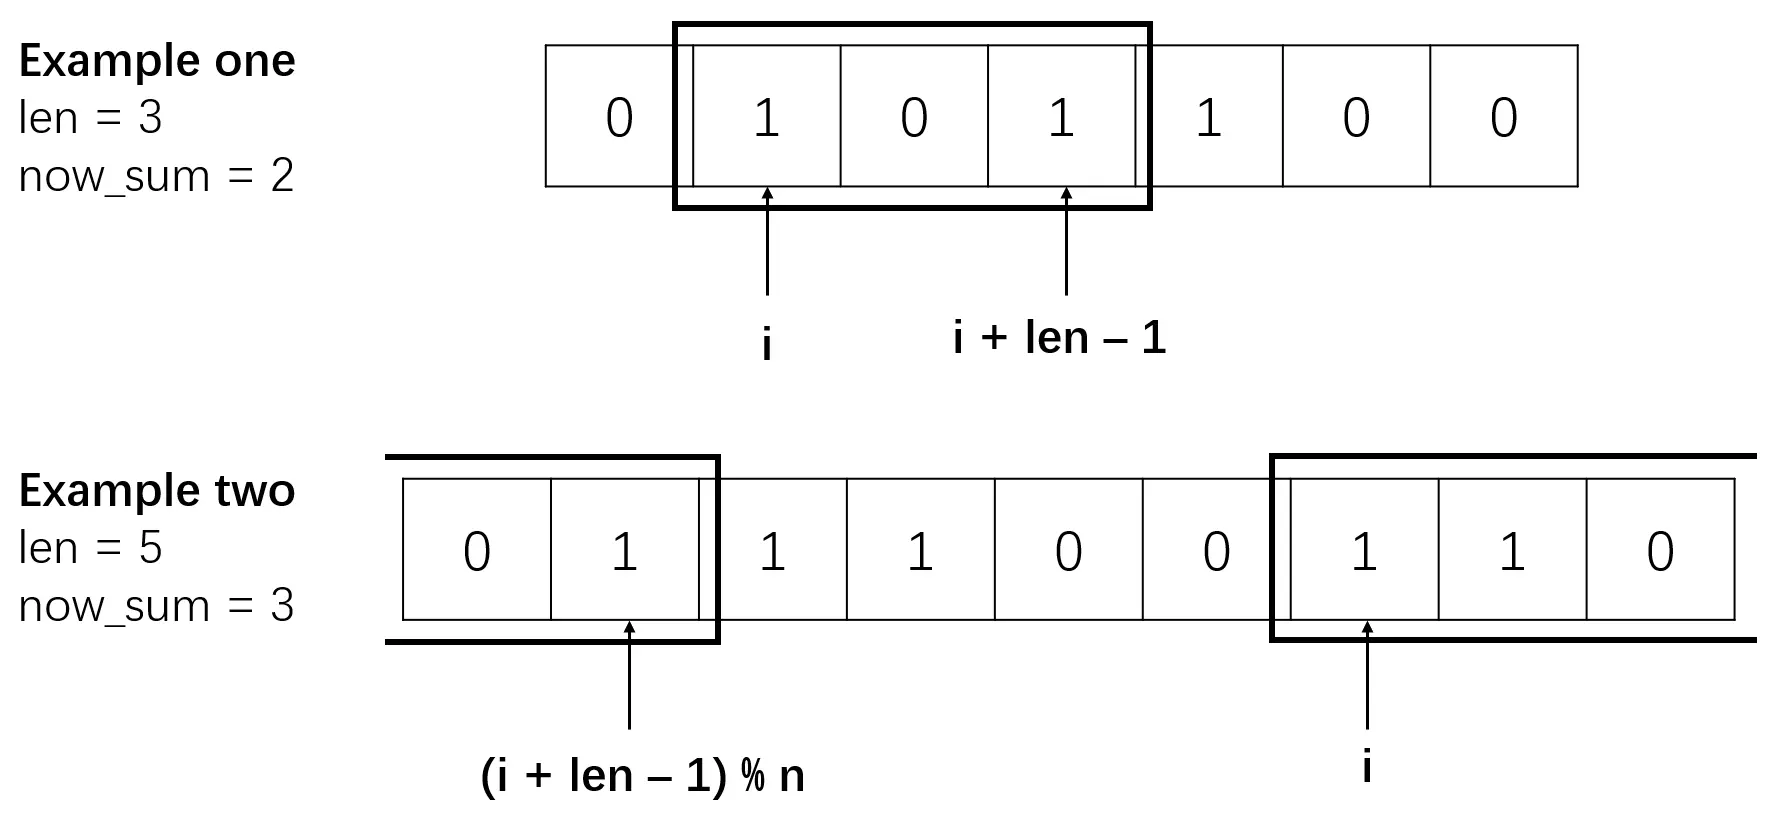 Example one
len = 3
now_sum = 2
0 1 0 1 1 0 0
i
i + len – 1
Example two
len = 5
now_sum = 3
0 1 1 1 0 0 1 1 0
(i + len – 1) % n
i